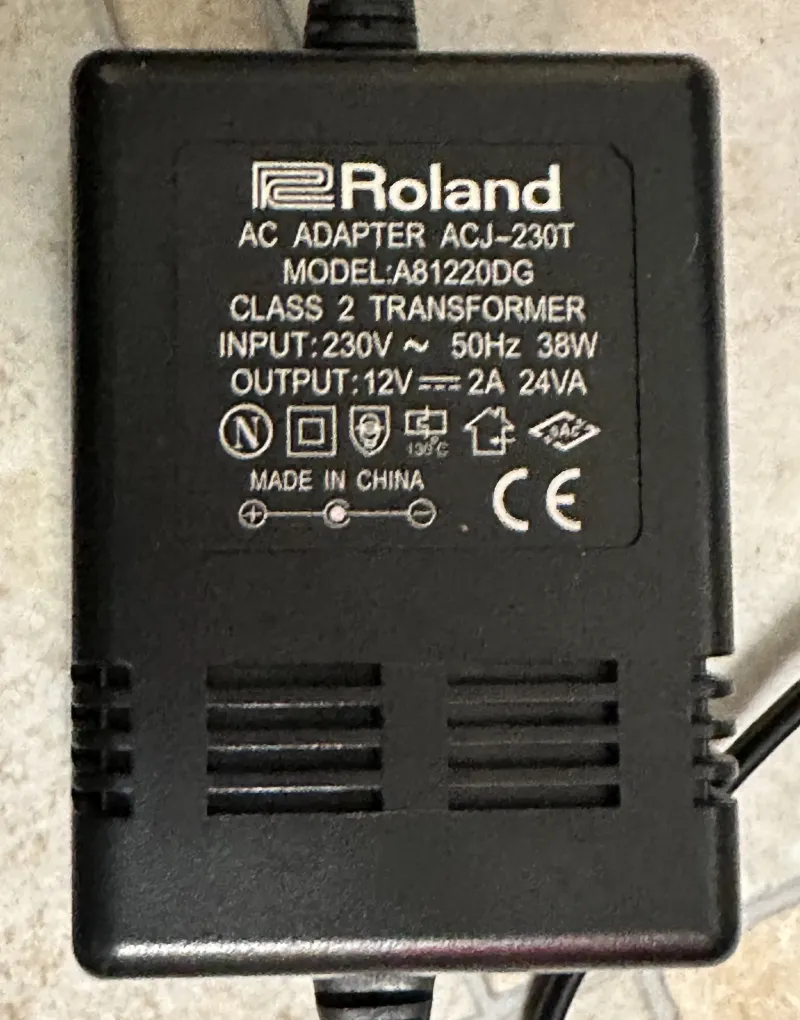 Roland
AC ADAPTER ACJ-230T
MODEL:A81220DG
CLASS 2 TRANSFORMER
INPUT:230V ~ 50Hz 38W
OUTPUT:12V⎓2A 24VA
N
130°C
MADE IN CHINA
+ −
CE